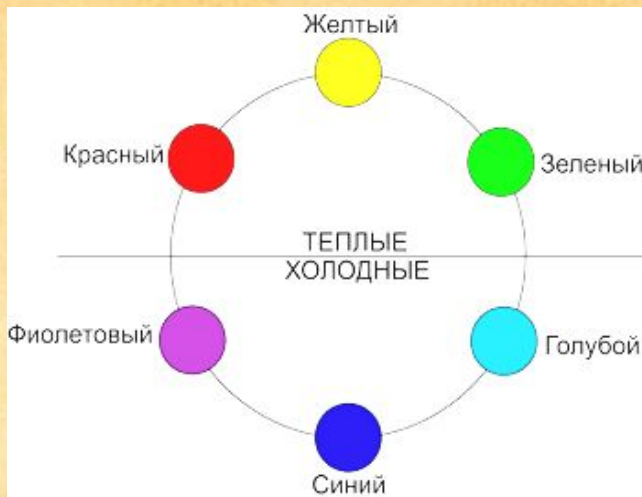 Желтый
Красный
Зеленый
ТЕПЛЫЕ
ХОЛОДНЫЕ
Фиолетовый
Голубой
Синий